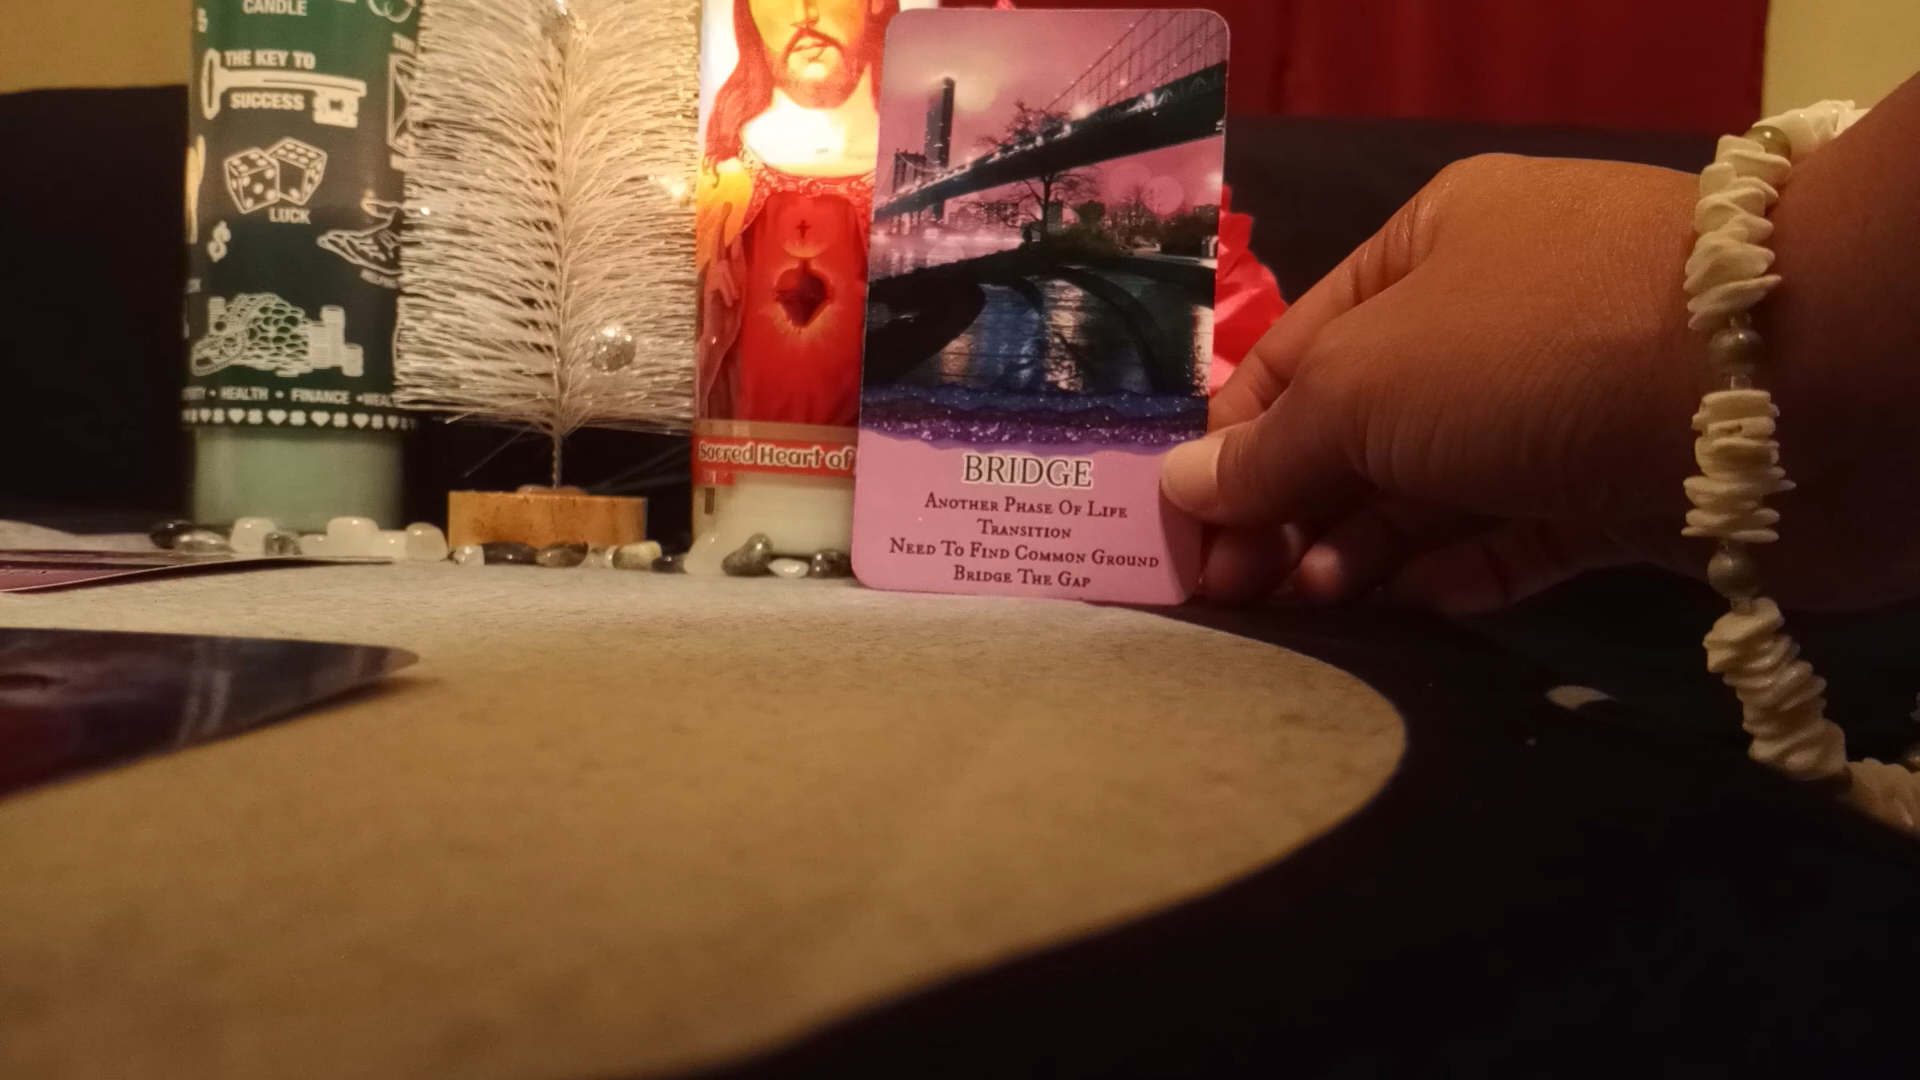 CANDLE
THE KEY TO
SUCCESS
LUCK
$
HEALTH • FINANCE
Sacred Heart of
BRIDGE
ANOTHER PHASE OF LIFE
TRANSITION
NEED TO FIND COMMON GROUND
BRIDGE THE GAP